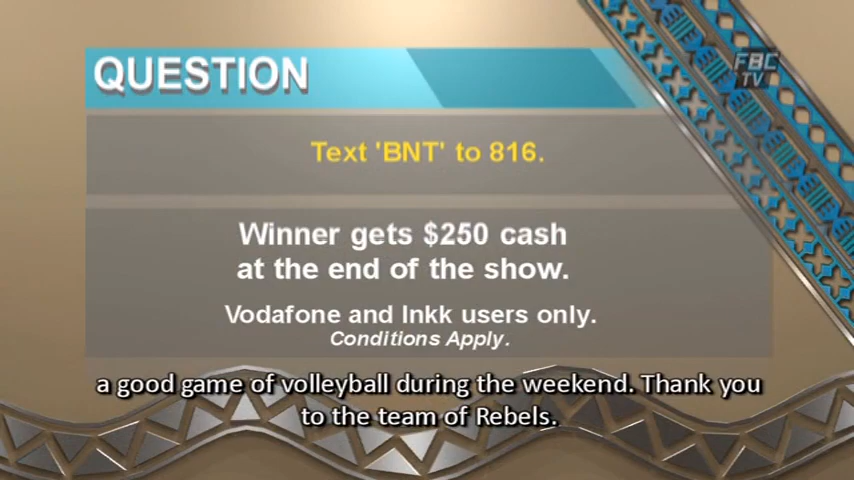 FBC
TV
QUESTION
Text 'BNT' to 816.
Winner gets $250 cash
at the end of the show.
Vodafone and Inkk users only.
Conditions Apply.
a good game of volleyball during the weekend. Thank you
to the team of Rebels.